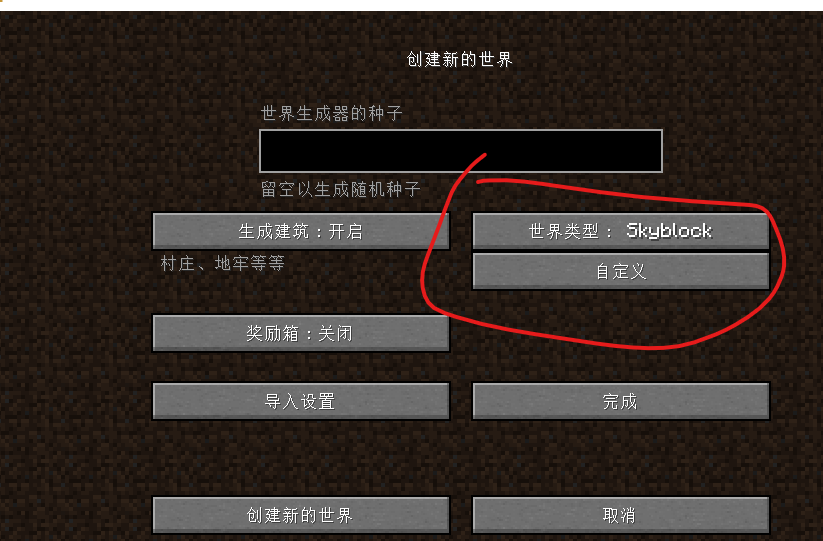 创建新的世界
世界生成器的种子
留空以生成随机种子
生成建筑：开启
世界类型： Skyblock
村庄、地牢等等
自定义
奖励箱：关闭
导入设置
完成
创建新的世界
取消